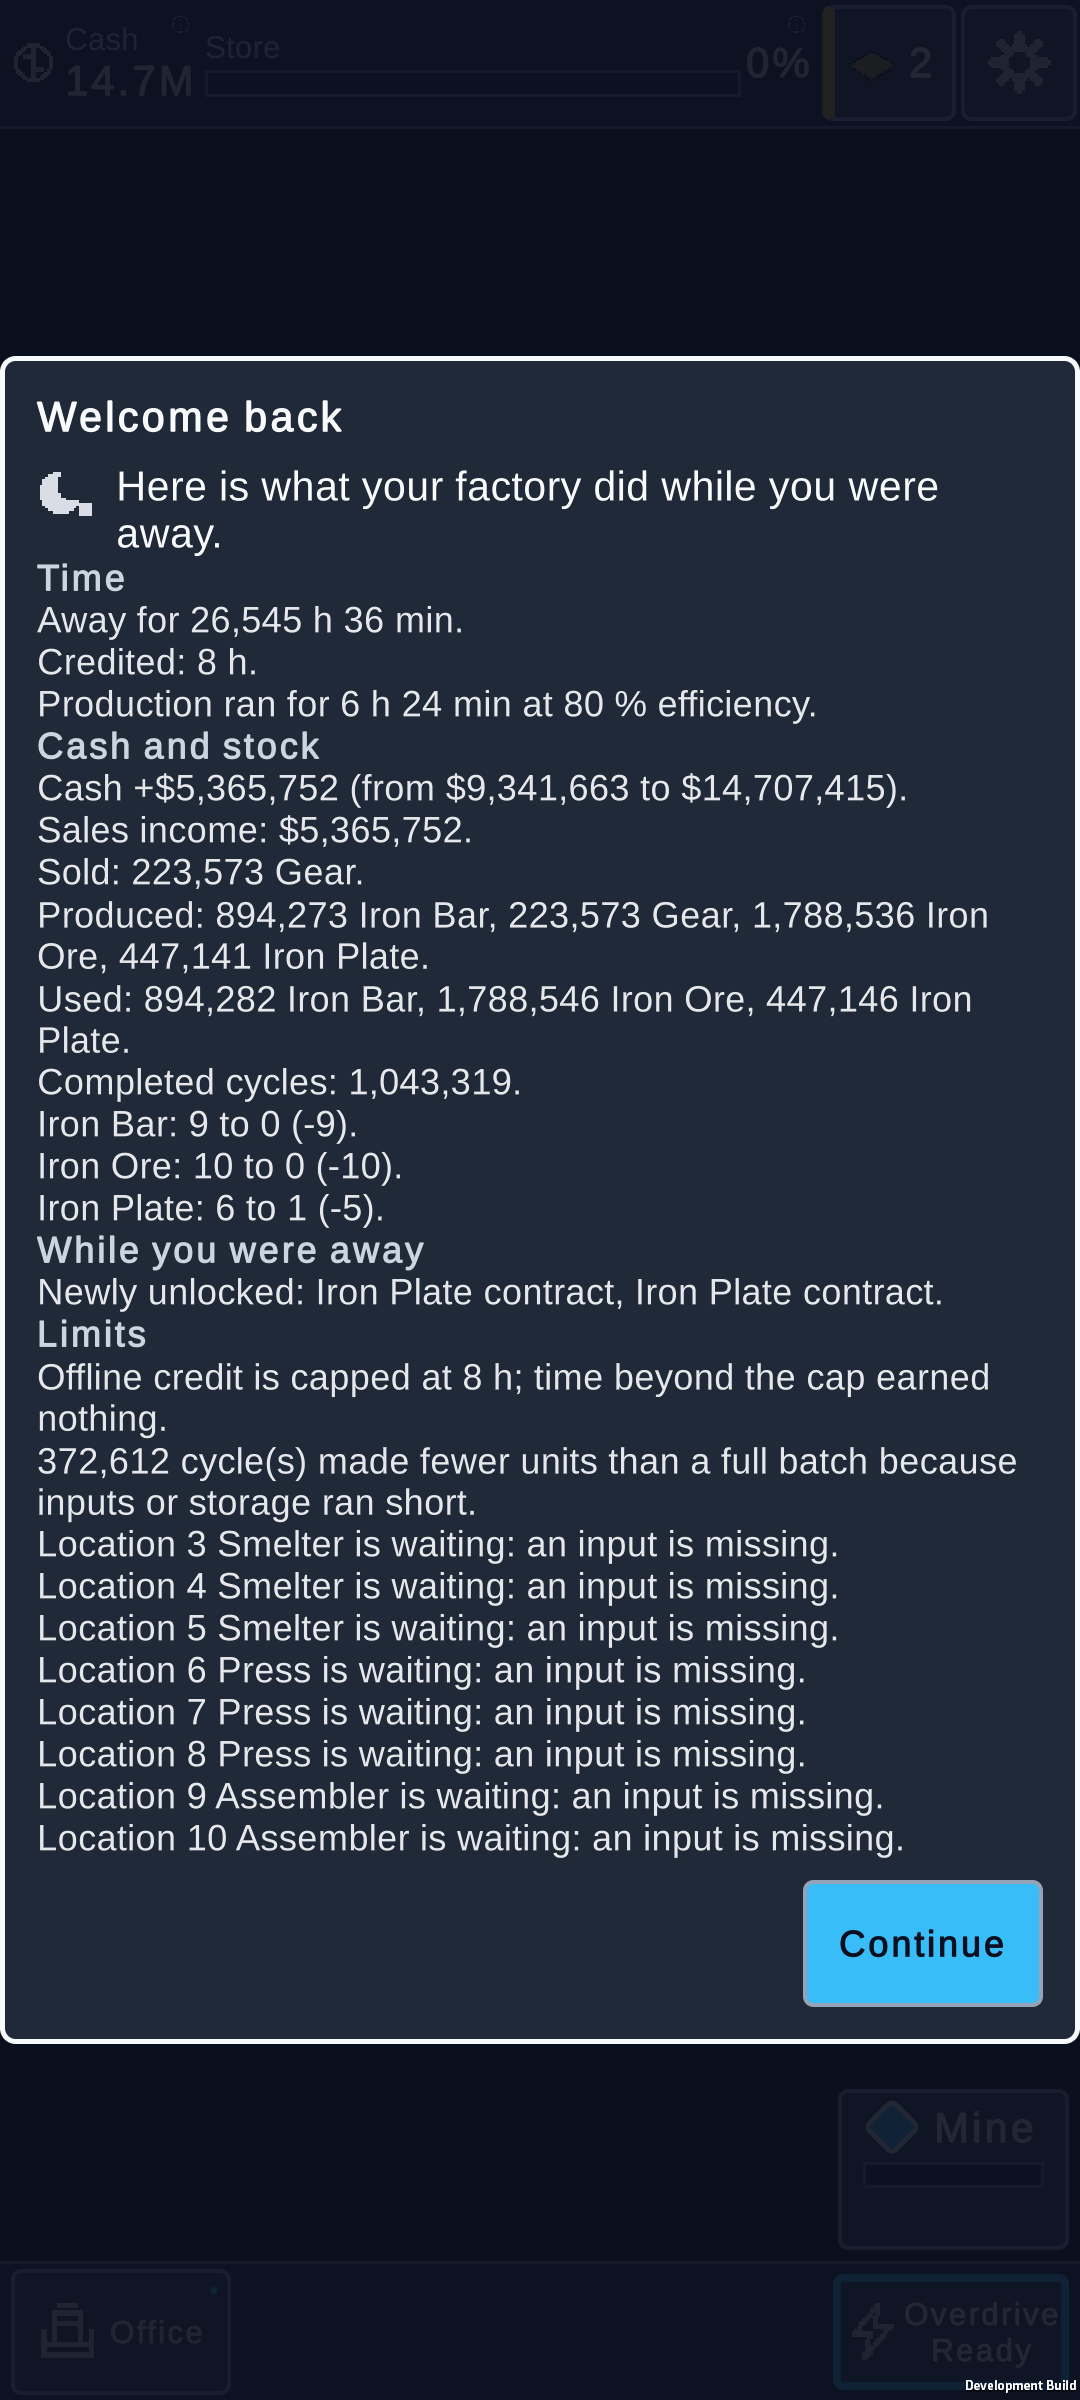 Cash
Store
14.7M
0%
2
Welcome back
Here is what your factory did while you were
away.
Time
Away for 26,545 h 36 min.
Credited: 8 h.
Production ran for 6 h 24 min at 80 % efficiency.
Cash and stock
Cash +$5,365,752 (from $9,341,663 to $14,707,415).
Sales income: $5,365,752.
Sold: 223,573 Gear.
Produced: 894,273 Iron Bar, 223,573 Gear, 1,788,536 Iron
Ore, 447,141 Iron Plate.
Used: 894,282 Iron Bar, 1,788,546 Iron Ore, 447,146 Iron
Plate.
Completed cycles: 1,043,319.
Iron Bar: 9 to 0 (-9).
Iron Ore: 10 to 0 (-10).
Iron Plate: 6 to 1 (-5).
While you were away
Newly unlocked: Iron Plate contract, Iron Plate contract.
Limits
Offline credit is capped at 8 h; time beyond the cap earned
nothing.
372,612 cycle(s) made fewer units than a full batch because
inputs or storage ran short.
Location 3 Smelter is waiting: an input is missing.
Location 4 Smelter is waiting: an input is missing.
Location 5 Smelter is waiting: an input is missing.
Location 6 Press is waiting: an input is missing.
Location 7 Press is waiting: an input is missing.
Location 8 Press is waiting: an input is missing.
Location 9 Assembler is waiting: an input is missing.
Location 10 Assembler is waiting: an input is missing.
Continue
Mine
Office
Overdrive
Ready
Development Build